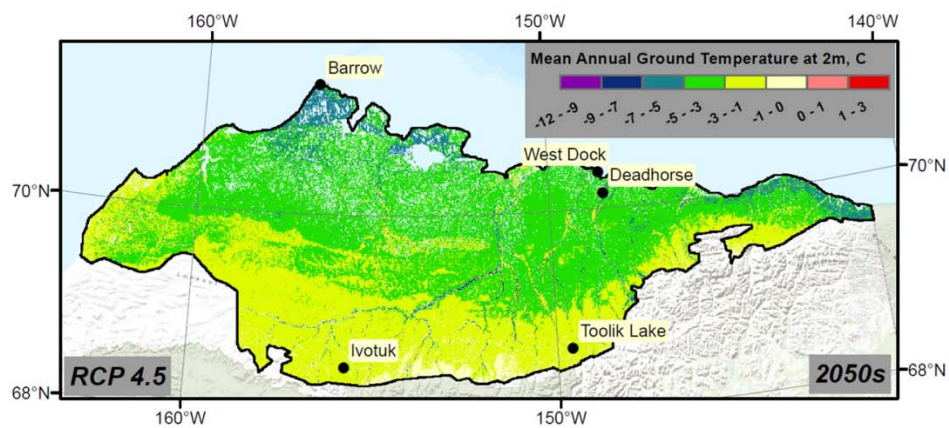 160°W
150°W
140°W
Mean Annual Ground Temperature at 2m, C
-12 - -9
-9 - -7
-7 - -5
-5 - -3
-3 - -1
-1 - 0
0 - 1
1 - 3
Barrow
West Dock
Deadhorse
70°N
70°N
Toolik Lake
Ivotuk
RCP 4.5
2050s
68°N
68°N
160°W
150°W